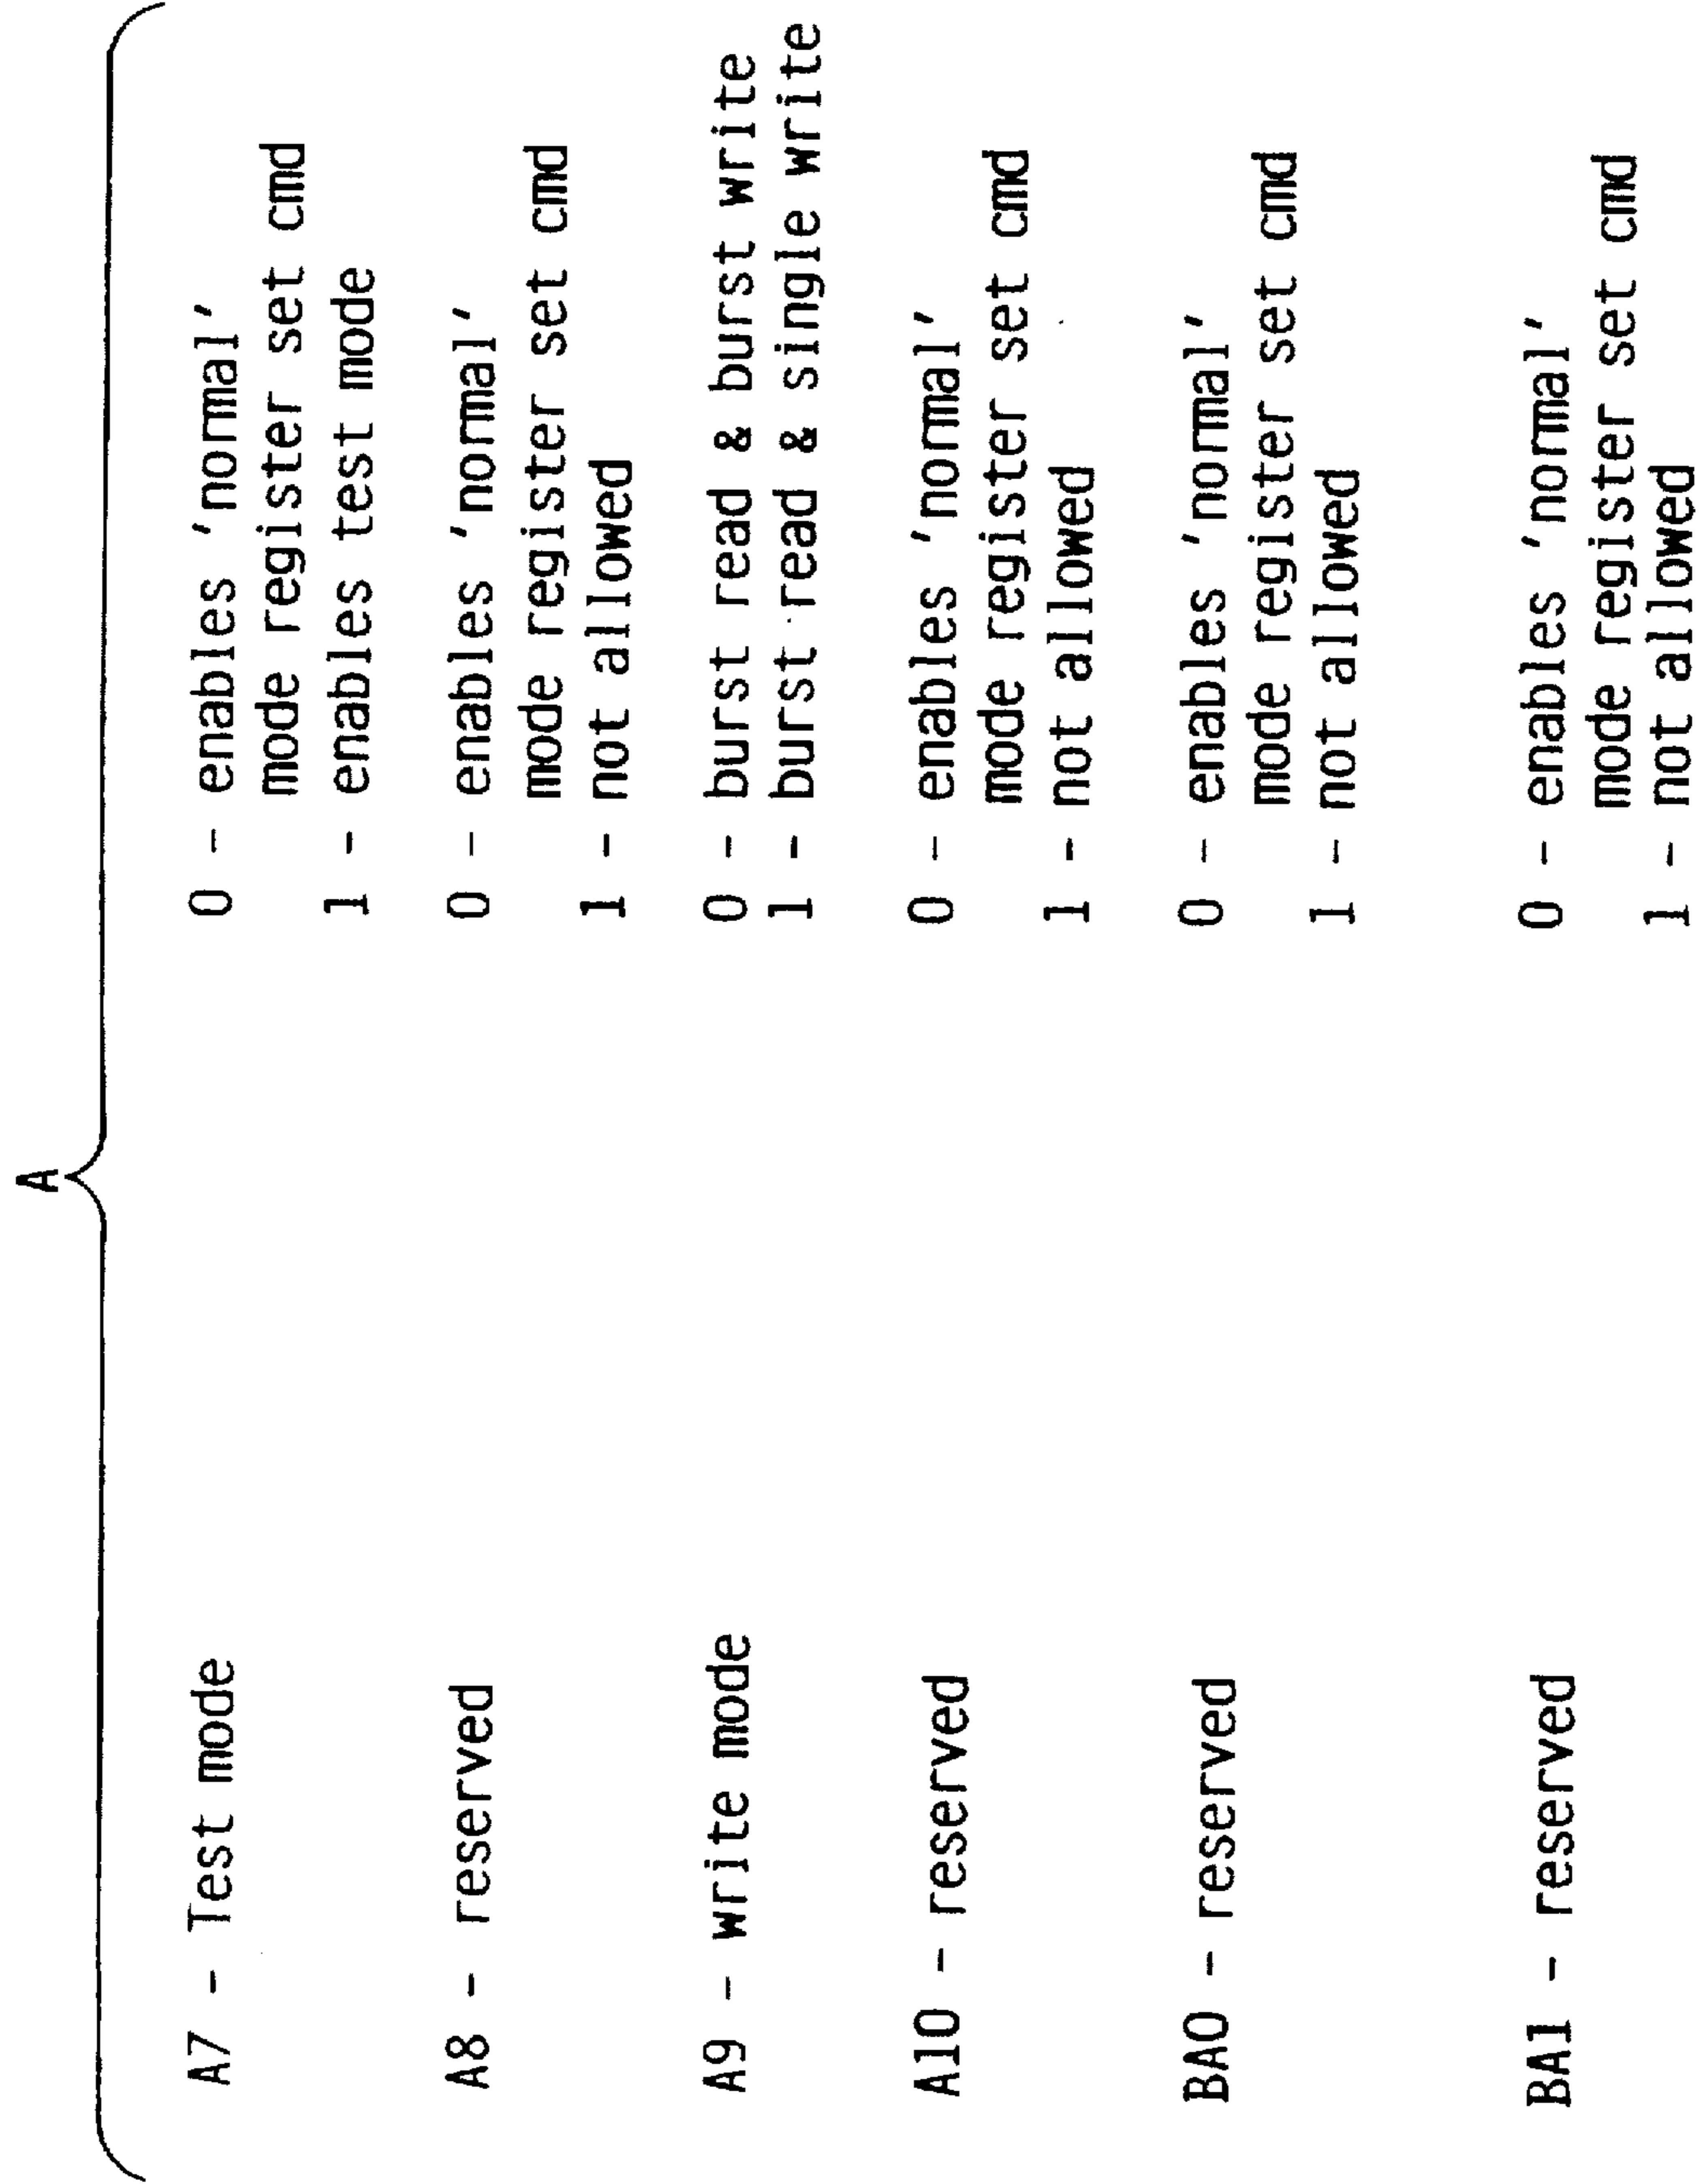 A
A7 - Test mode 0 - enables 'normal'
mode register set cmd
1 - enables test mode
A8 - reserved 0 - enables 'normal'
mode register set cmd
1 - not allowed
A9 - write mode 0 - burst read & burst write
1 - burst read & single write
A10 - reserved 0 - enables 'normal'
mode register set cmd
1 - not allowed
BA0 - reserved 0 - enables 'normal'
mode register set cmd
1 - not allowed
BA1 - reserved 0 - enables 'normal'
mode register set cmd
1 - not allowed